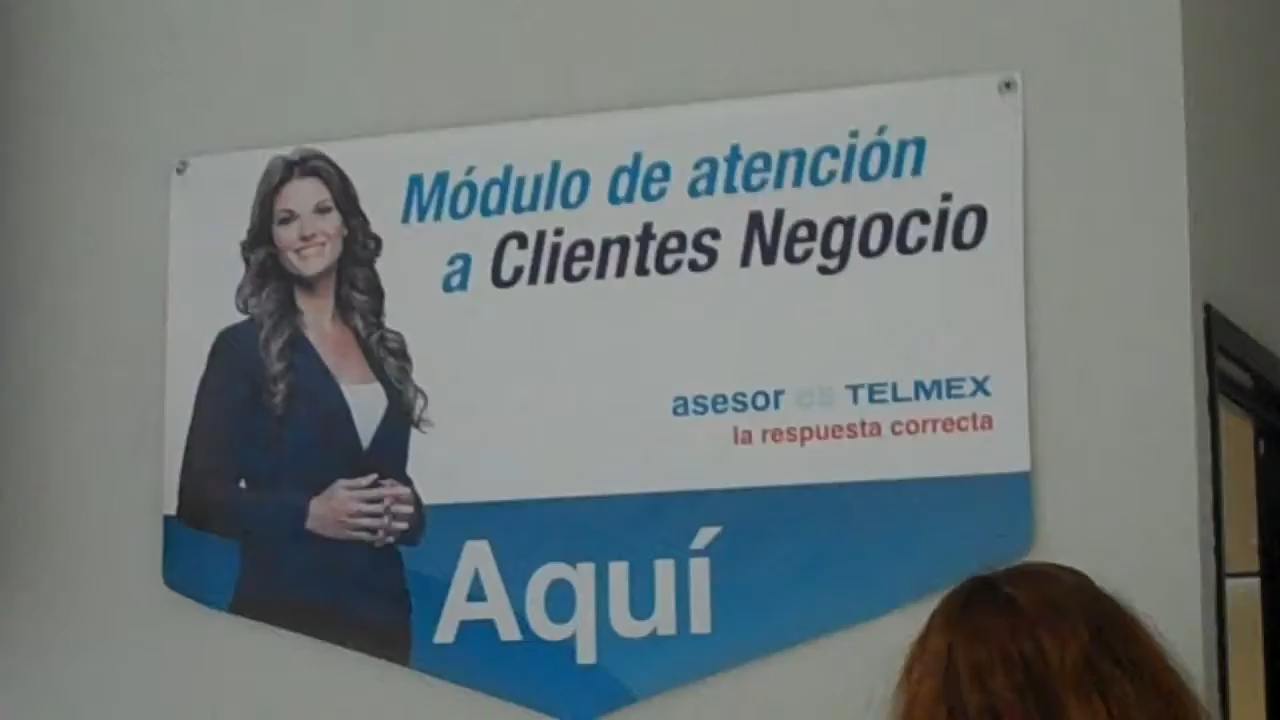 Módulo de atención
a Clientes Negocio
asesor TELMEX
la respuesta correcta
Aquí